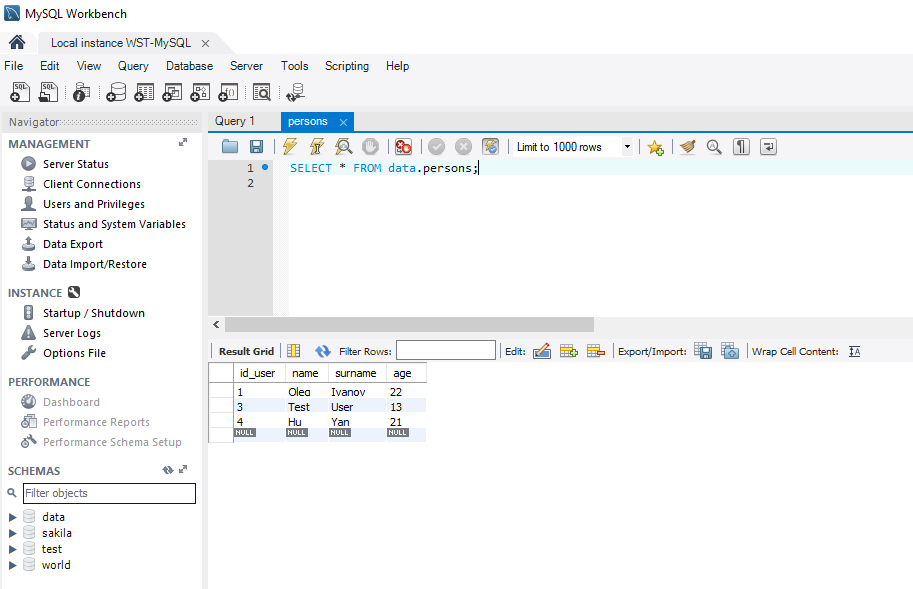 MySQL Workbench
Local instance WST-MySQL
File Edit View Query Database Server Tools Scripting Help
SQL SQL
Navigator
MANAGEMENT
Server Status
Client Connections
Users and Privileges
Status and System Variables
Data Export
Data Import/Restore
INSTANCE
Startup / Shutdown
Server Logs
Options File
PERFORMANCE
Dashboard
Performance Reports
Performance Schema Setup
SCHEMAS
Filter objects
data
sakila
test
world
Query 1 persons
Limit to 1000 rows
1 SELECT * FROM data.persons;
2
Result Grid Filter Rows: Edit: Export/Import: Wrap Cell Content: IA
id_user name surname age
1 Oleg Ivanov 22
3 Test User 13
4 Hu Yan 21
NULL NULL NULL NULL